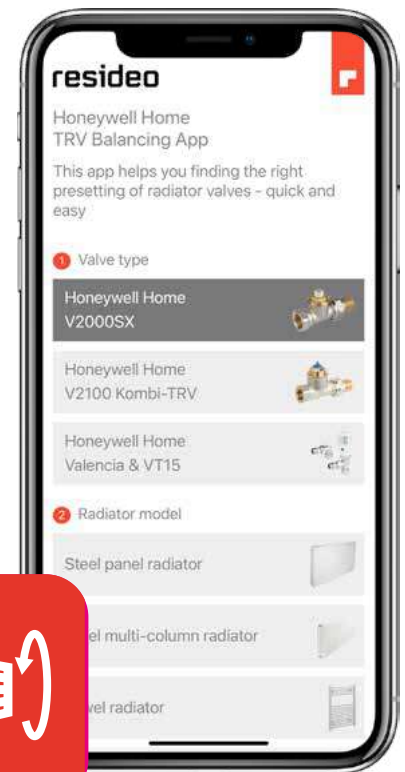 resideo
Honeywell Home
TRV Balancing App
This app helps you finding the right
presetting of radiator valves - quick and
easy
1 Valve type
Honeywell Home
V2000SX
Honeywell Home
V2100 Kombi-TRV
Honeywell Home
Valencia & VT15
2 Radiator model
Steel panel radiator
el multi-column radiator
vel radiator